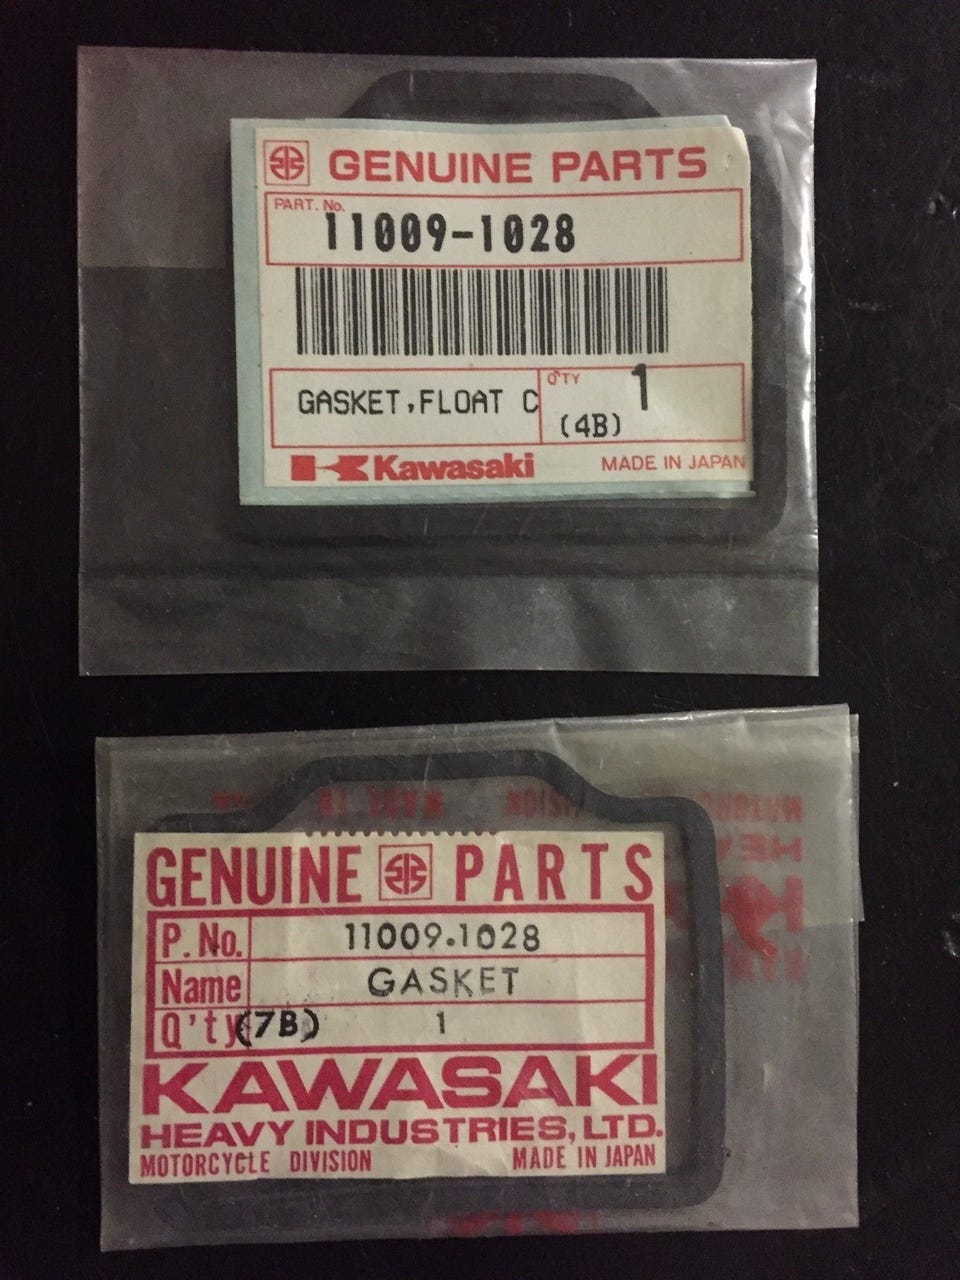 GENUINE PARTS
PART. No.
11009-1028
GASKET,FLOAT C
Q'TY
1
(4B)
Kawasaki
MADE IN JAPAN
GENUINE PARTS
P. No. 11009.1028
Name GASKET
Q'ty (7B) 1
KAWASAKI
HEAVY INDUSTRIES, LTD.
MOTORCYCLE DIVISION MADE IN JAPAN